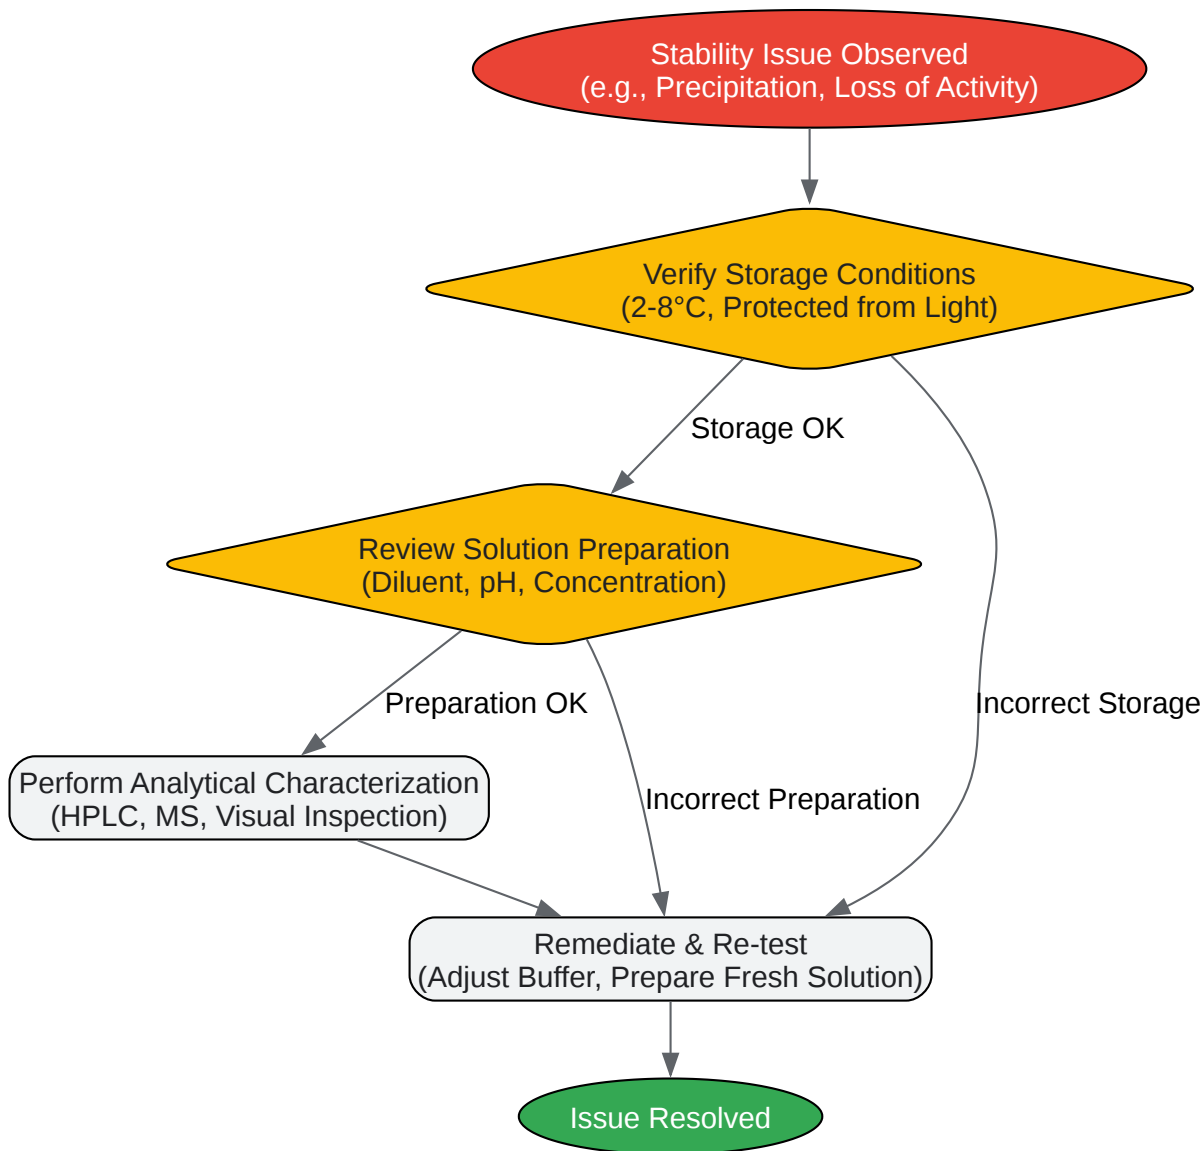 Stability Issue Observed
(e.g., Precipitation, Loss of Activity)
Verify Storage Conditions
(2-8°C, Protected from Light)
Storage OK
Review Solution Preparation
(Diluent, pH, Concentration)
Preparation OK
Incorrect Storage
Perform Analytical Characterization
(HPLC, MS, Visual Inspection)
Incorrect Preparation
Remediate & Re-test
(Adjust Buffer, Prepare Fresh Solution)
Issue Resolved